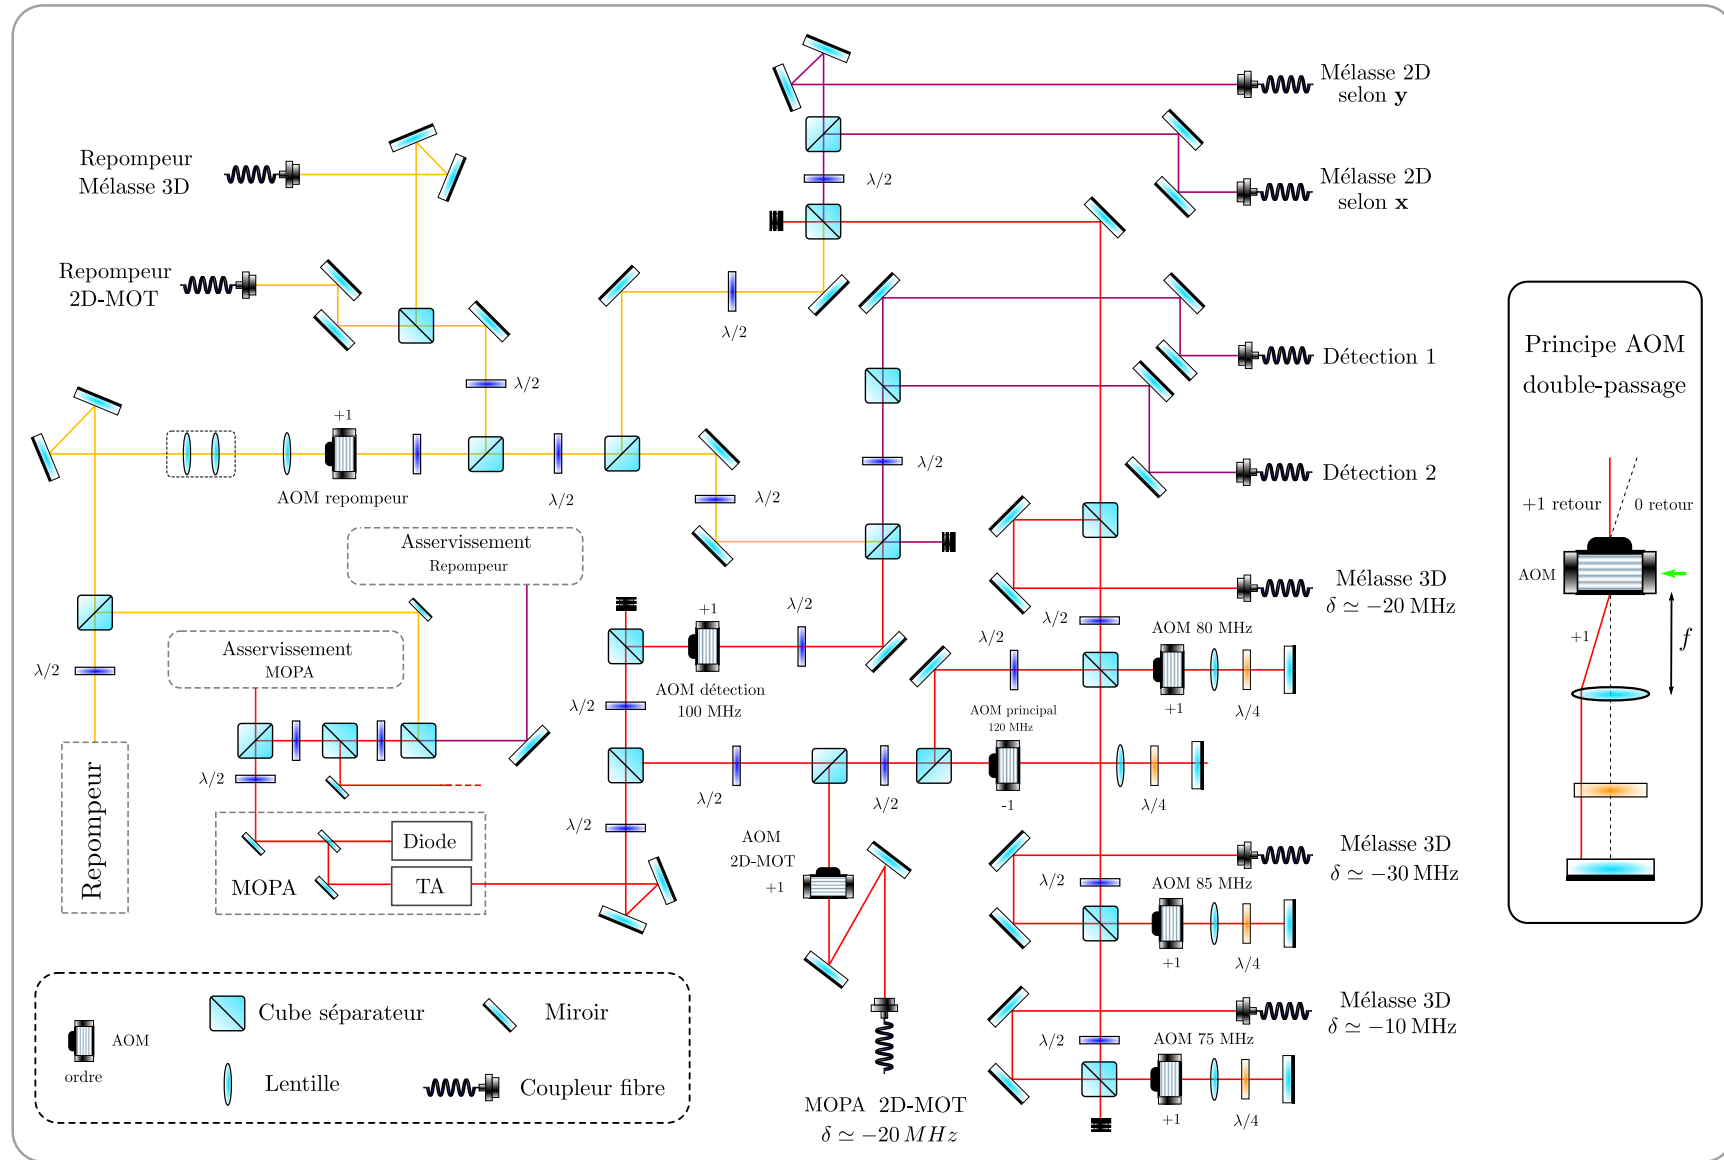 Mélasse 2D
selon y
Mélasse 2D
selon x
λ/2
Repompeur
Mélasse 3D
Repompeur
2D-MOT
λ/2
λ/2
+1
AOM repompeur
λ/2
λ/2
λ/2
Détection 1
Détection 2
Asservissement
Repompeur
Asservissement
MOPA
λ/2
λ/2
Repompeur
MOPA
Diode
TA
+1
AOM détection
100 MHz
λ/2
λ/2
λ/2
λ/2
λ/2
AOM
2D-MOT
+1
λ/2
AOM principal
120 MHz
-1
λ/4
λ/2
Mélasse 3D
δ ≃ −20 MHz
AOM 80 MHz
+1
λ/4
Mélasse 3D
δ ≃ −30 MHz
λ/2
AOM 85 MHz
+1
λ/4
Mélasse 3D
δ ≃ −10 MHz
λ/2
AOM 75 MHz
+1
λ/4
MOPA 2D-MOT
δ ≃ −20 MHz
AOM
ordre
Cube séparateur
Miroir
Lentille
Coupleur fibre
Principe AOM
double-passage
+1 retour
0 retour
AOM
+1
f